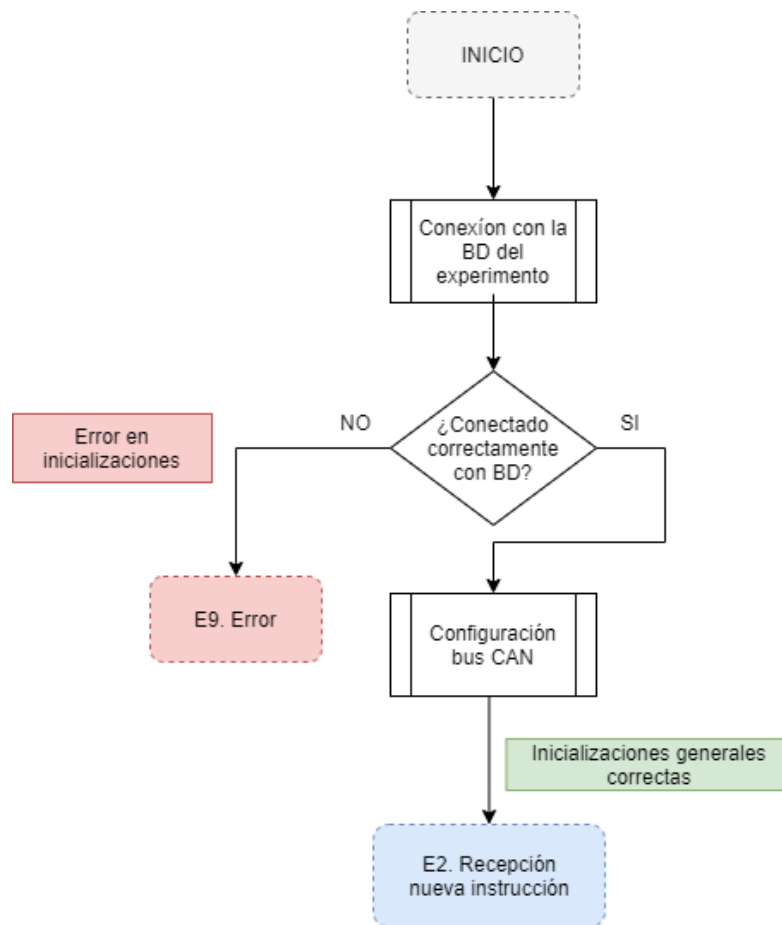 INICIO
Conexíon con la
BD del
experimento
NO
¿Conectado
correctamente
con BD?
SI
Error en
inicializaciones
E9. Error
Configuración
bus CAN
Inicializaciones generales
correctas
E2. Recepción
nueva instrucción